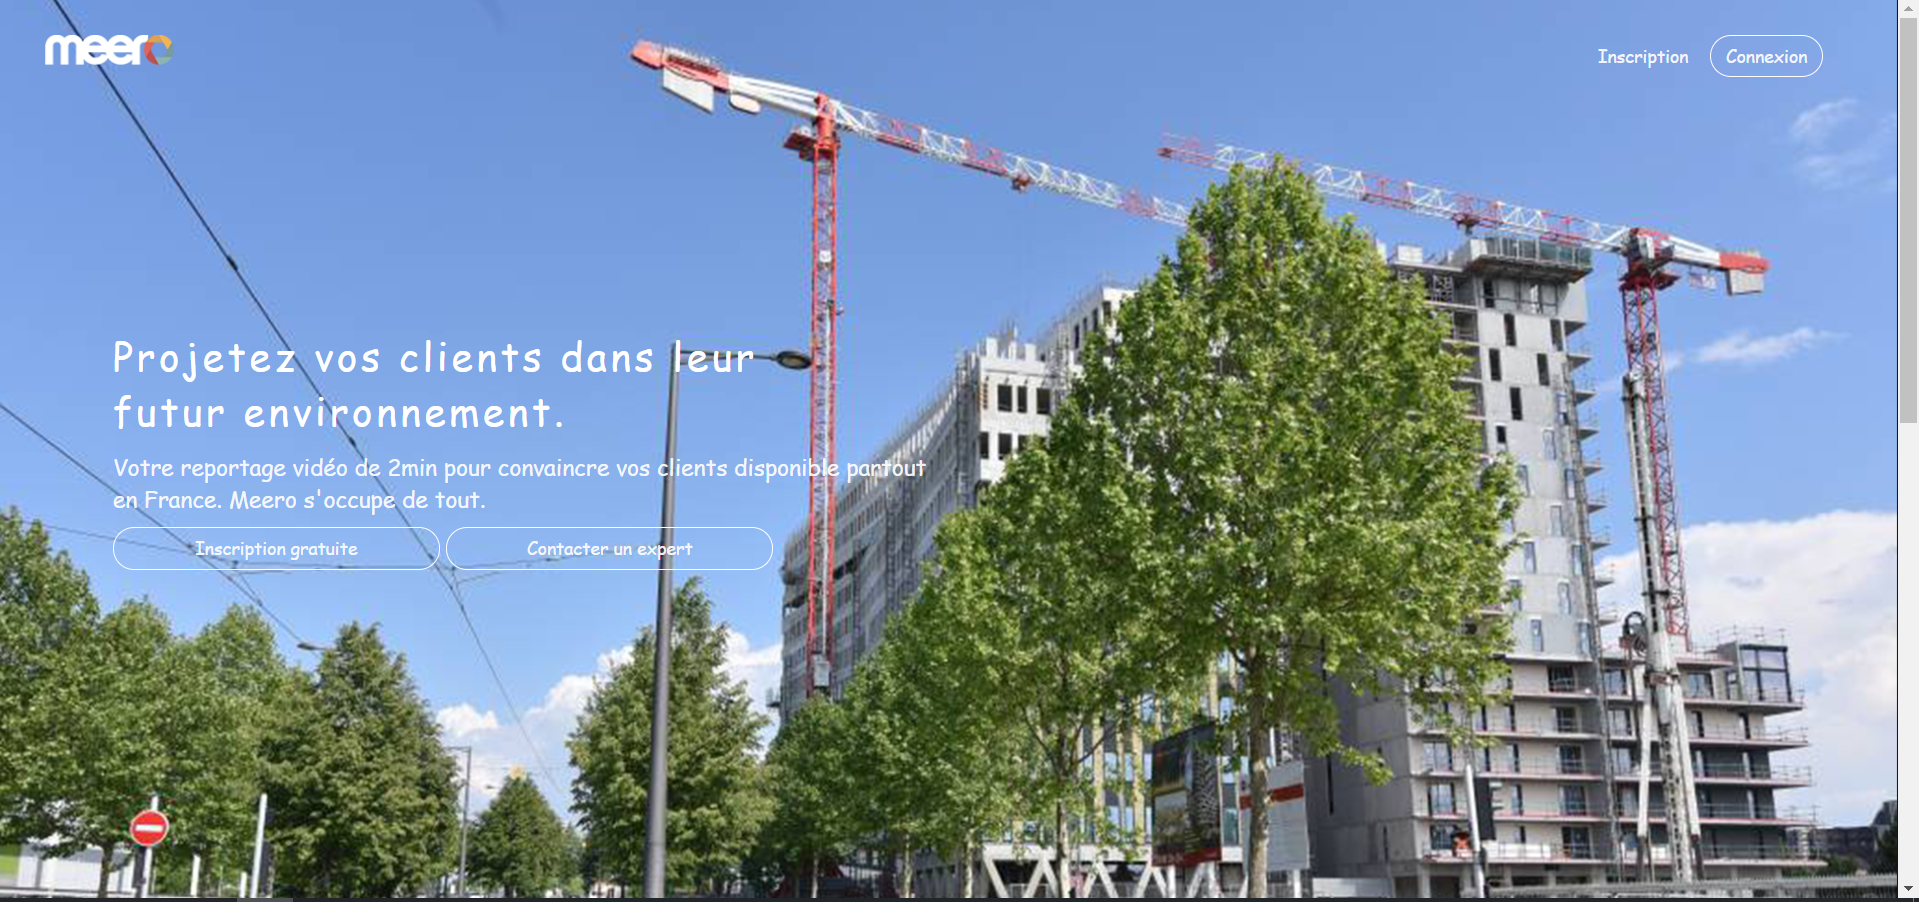 meero
Inscription
Connexion
Projetez vos clients dans leur
futur environnement.
Votre reportage vidéo de 2min pour convaincre vos clients disponible partout
en France. Meero s'occupe de tout.
Inscription gratuite
Contacter un expert